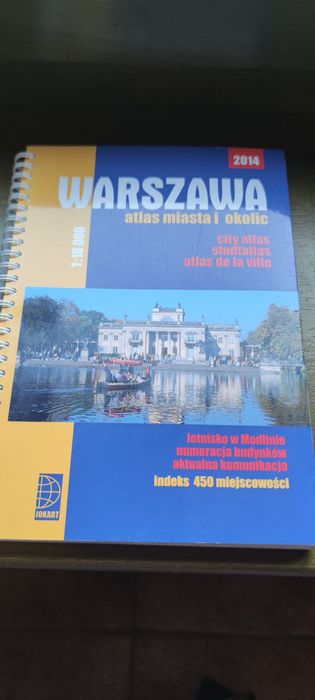 2014
WARSZAWA
atlas miasta i okolic
city atlas
stadtatlas
atlas de la ville
1:18 000
lotnisko w Modlinie
numeracja budynków
aktualna komunikacja
indeks 450 miejscowości
JOKART